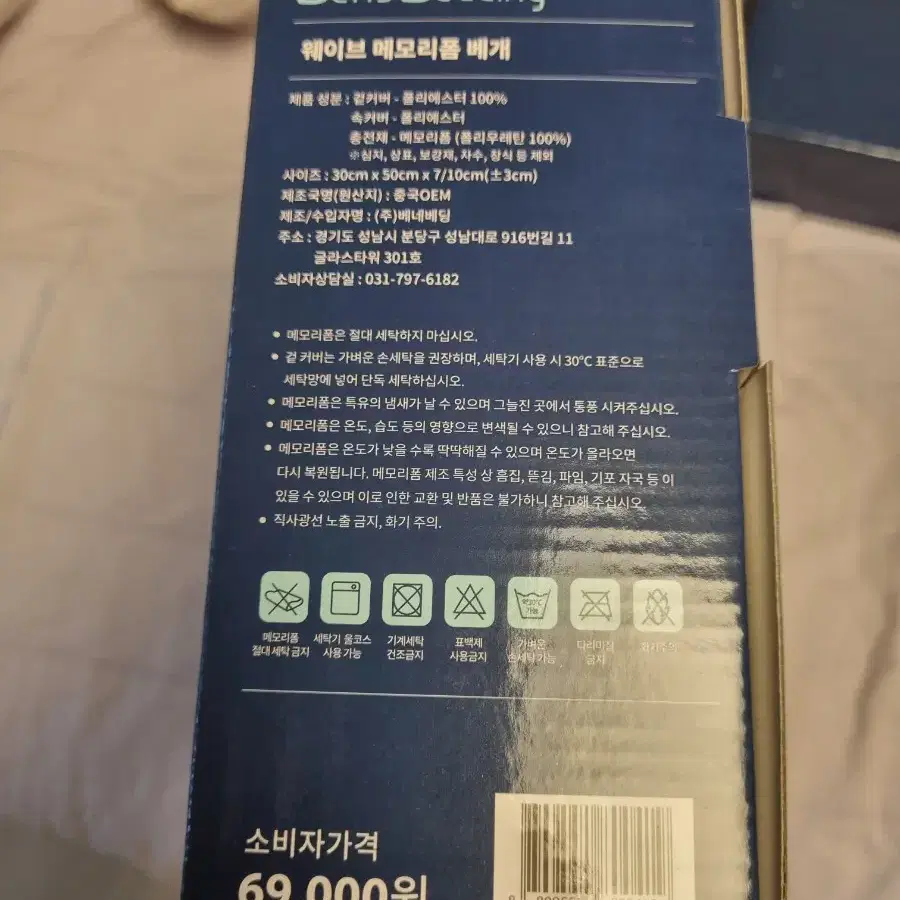 Bene Bedding
웨이브 메모리폼 베개
제품 성분 : 겉커버 - 폴리에스터 100%
속커버 - 폴리에스터
충전재 - 메모리폼 (폴리우레탄 100%)
※심지, 상표, 보강재, 자수, 장식 등 제외
사이즈 : 30cm x 50cm x 7/10cm(±3cm)
제조국명(원산지) : 중국OEM
제조/수입자명 : (주)베네베딩
주소 : 경기도 성남시 분당구 성남대로 916번길 11
글라스타워 301호
소비자상담실 : 031-797-6182
• 메모리폼은 절대 세탁하지 마십시오.
• 겉 커버는 가벼운 손세탁을 권장하며, 세탁기 사용 시 30℃ 표준으로
세탁망에 넣어 단독 세탁하십시오.
• 메모리폼은 특유의 냄새가 날 수 있으며 그늘진 곳에서 통풍 시켜주십시오.
• 메모리폼은 온도, 습도 등의 영향으로 변색될 수 있으니 참고해 주십시오.
• 메모리폼은 온도가 낮을 수록 딱딱해질 수 있으며 온도가 올라오면
다시 복원됩니다. 메모리폼 제조 특성 상 흠집, 뜯김, 파임, 기포 자국 등 이
있을 수 있으며 이로 인한 교환 및 반품은 불가하니 참고해 주십시오.
• 직사광선 노출 금지, 화기 주의.
약30℃
가능
메모리폼
절대 세탁 금지
세탁기 울코스
사용 가능
기계세탁
건조금지
표백제
사용금지
가벼운
손세탁 가능
다리미질
금지
화기주의
소비자가격
69,000원